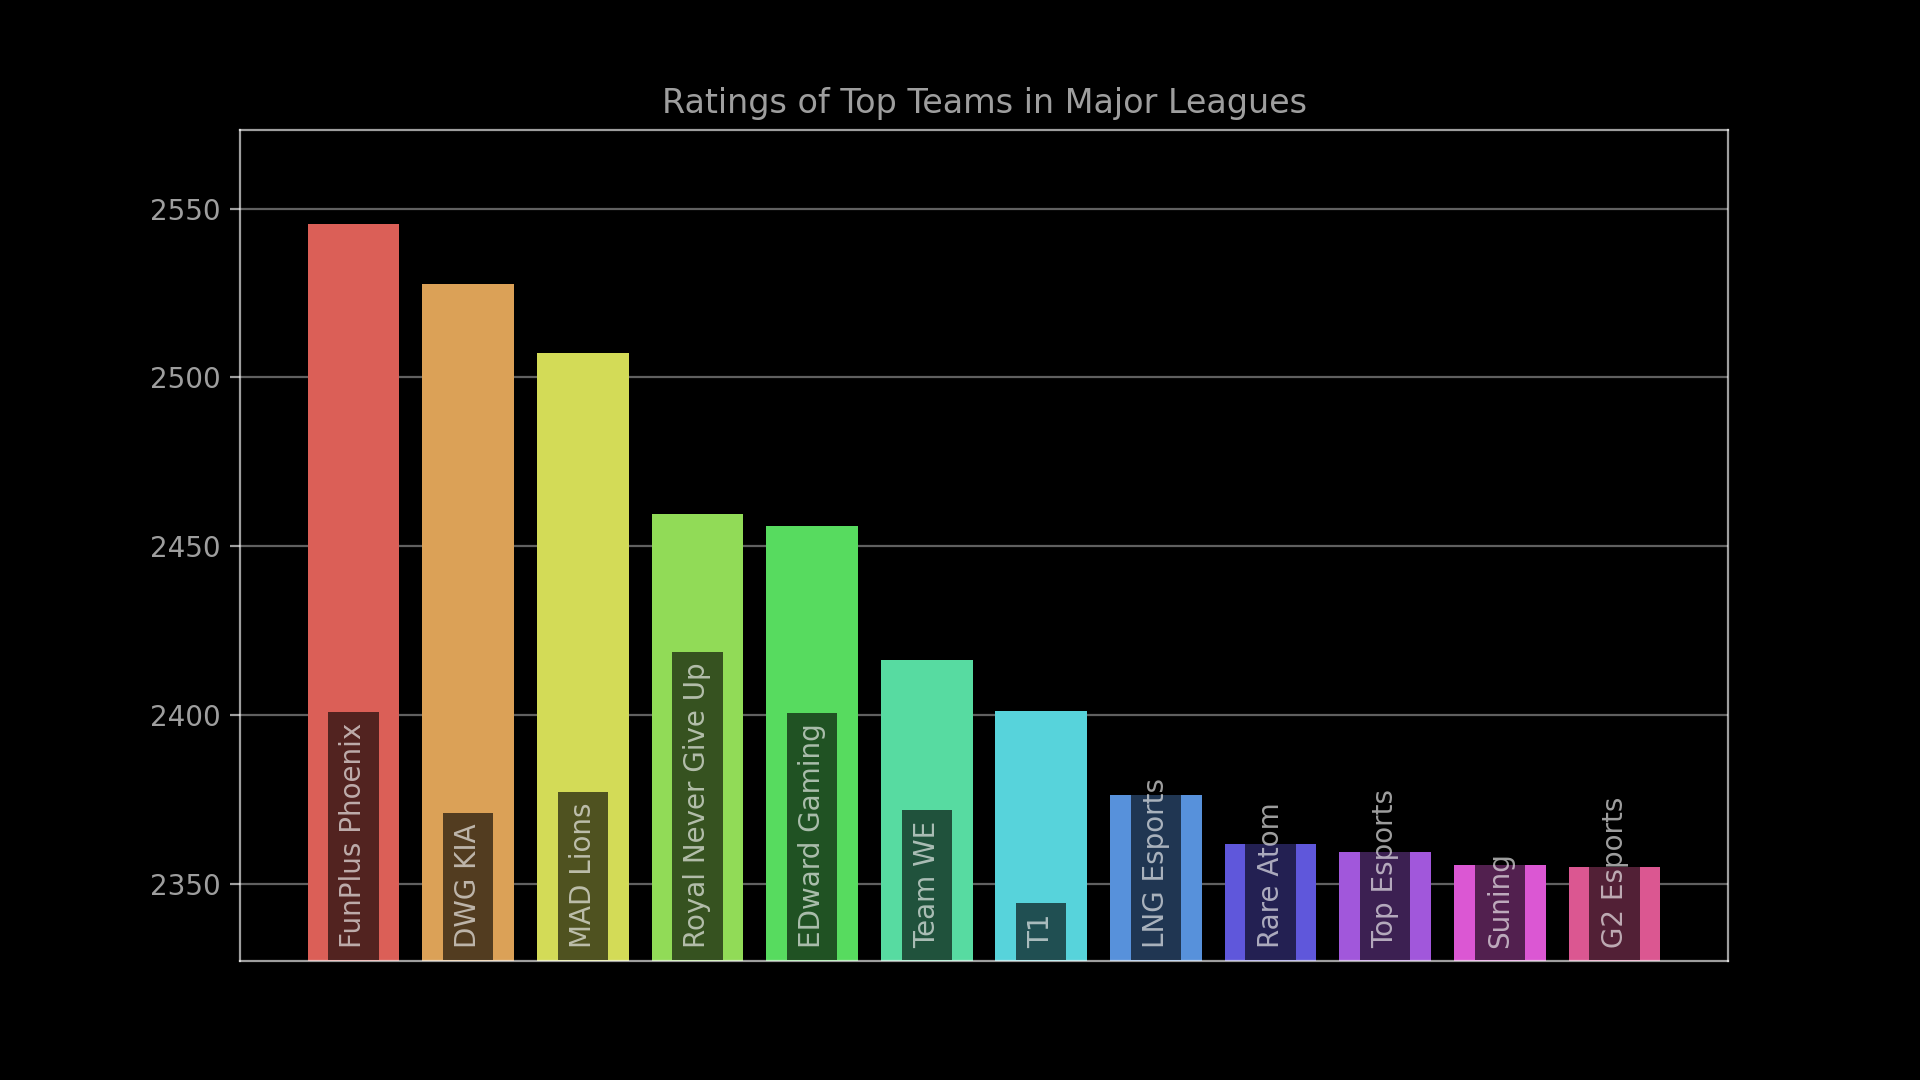 Ratings of Top Teams in Major Leagues
2550
2500
2450
2400
2350
FunPlus Phoenix
DWG KIA
MAD Lions
Royal Never Give Up
EDward Gaming
Team WE
T1
LNG Esports
Rare Atom
Top Esports
Suning
G2 Esports